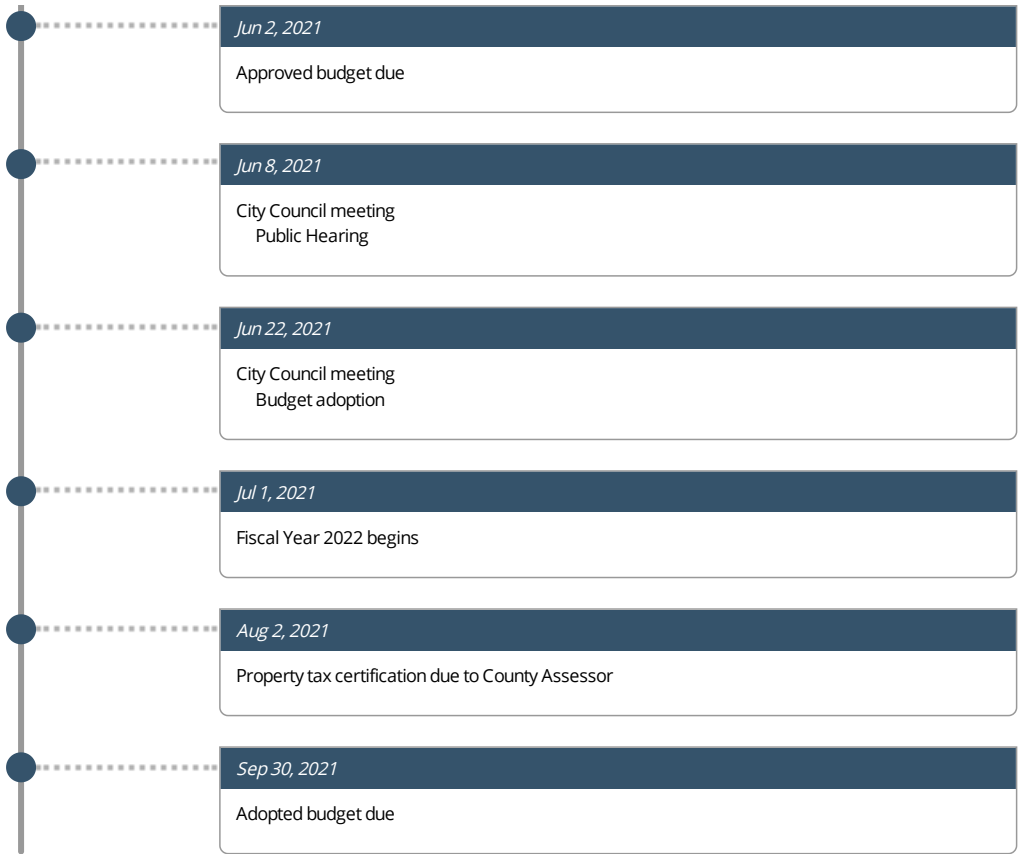 Jun 2, 2021
Approved budget due
Jun 8, 2021
City Council meeting
Public Hearing
Jun 22, 2021
City Council meeting
Budget adoption
Jul 1, 2021
Fiscal Year 2022 begins
Aug 2, 2021
Property tax certification due to County Assessor
Sep 30, 2021
Adopted budget due